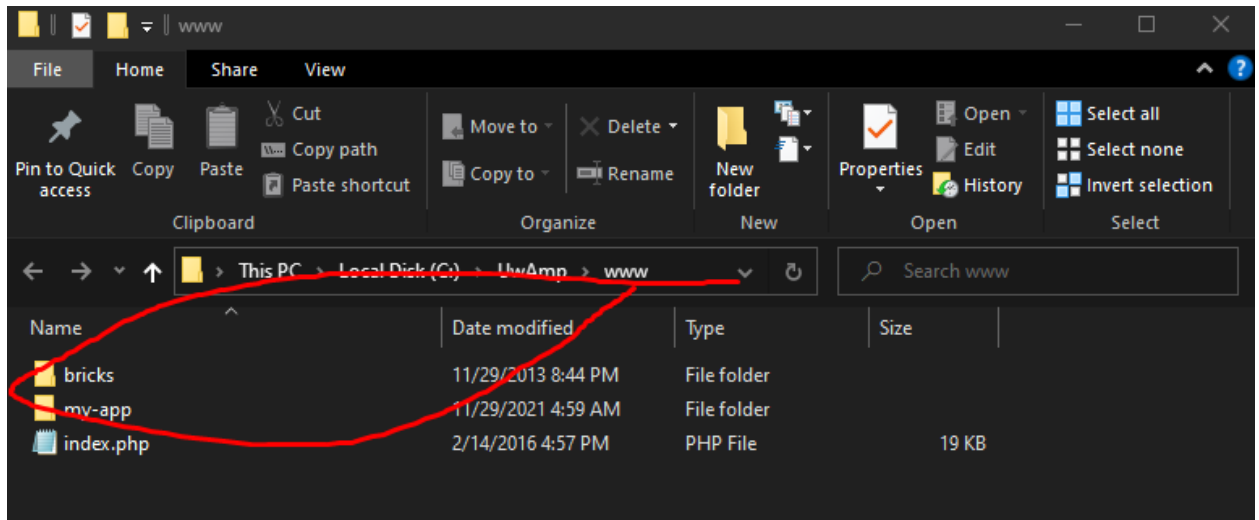 www
File Home Share View
Pin to Quick access
Copy
Paste
Cut
Copy path
Paste shortcut
Clipboard
Move to
Copy to
Delete
Rename
Organize
New folder
New
Properties
Open
Edit
History
Open
Select all
Select none
Invert selection
Select
This PC > Local Disk (C:) > UwAmp > www
Search www
Name Date modified Type Size
bricks 11/29/2013 8:44 PM File folder
my-app 11/29/2021 4:59 AM File folder
index.php 2/14/2016 4:57 PM PHP File 19 KB